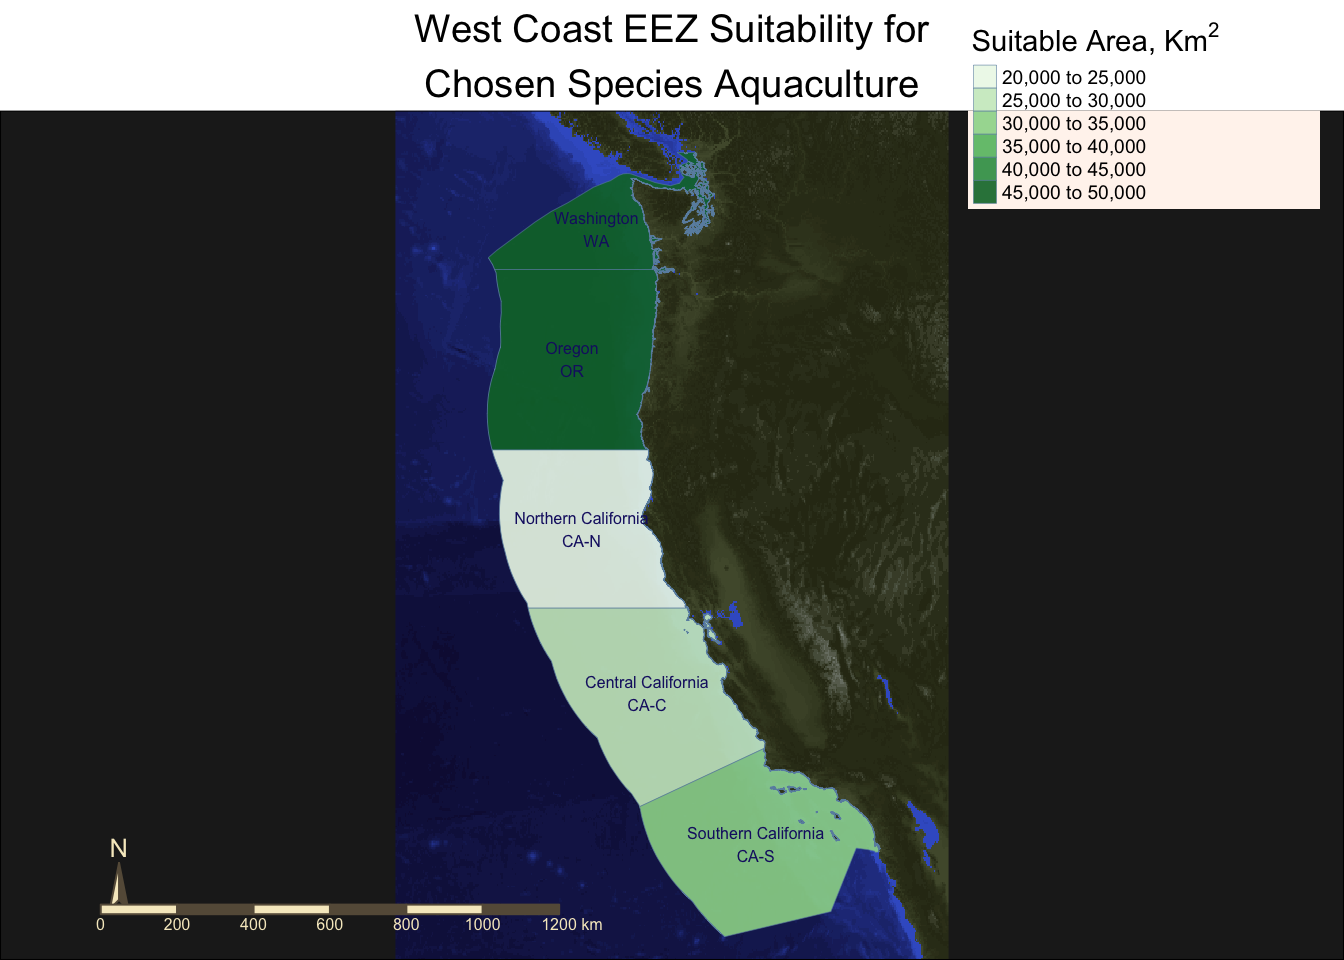 West Coast EEZ Suitability for
Chosen Species Aquaculture
Suitable Area, Km²
20,000 to 25,000
25,000 to 30,000
30,000 to 35,000
35,000 to 40,000
40,000 to 45,000
45,000 to 50,000
Washington
WA
Oregon
OR
Northern California
CA-N
Central California
CA-C
Southern California
CA-S
N
0 200 400 600 800 1000 1200 km